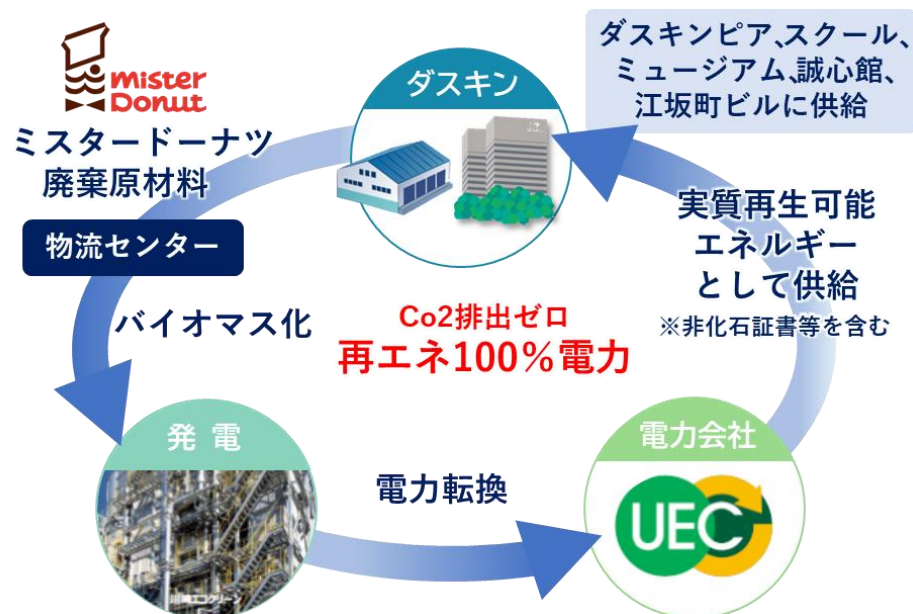 mister
Donut
ミスタードーナツ
廃棄原材料
物流センター
バイオマス化
ダスキン
ダスキンピア、スクール、
ミュージアム、誠心館、
江坂町ビルに供給
実質再生可能
エネルギー
として供給
※非化石証書等を含む
Co2排出ゼロ
再エネ100%電力
発電
電力転換
電力会社
UEC